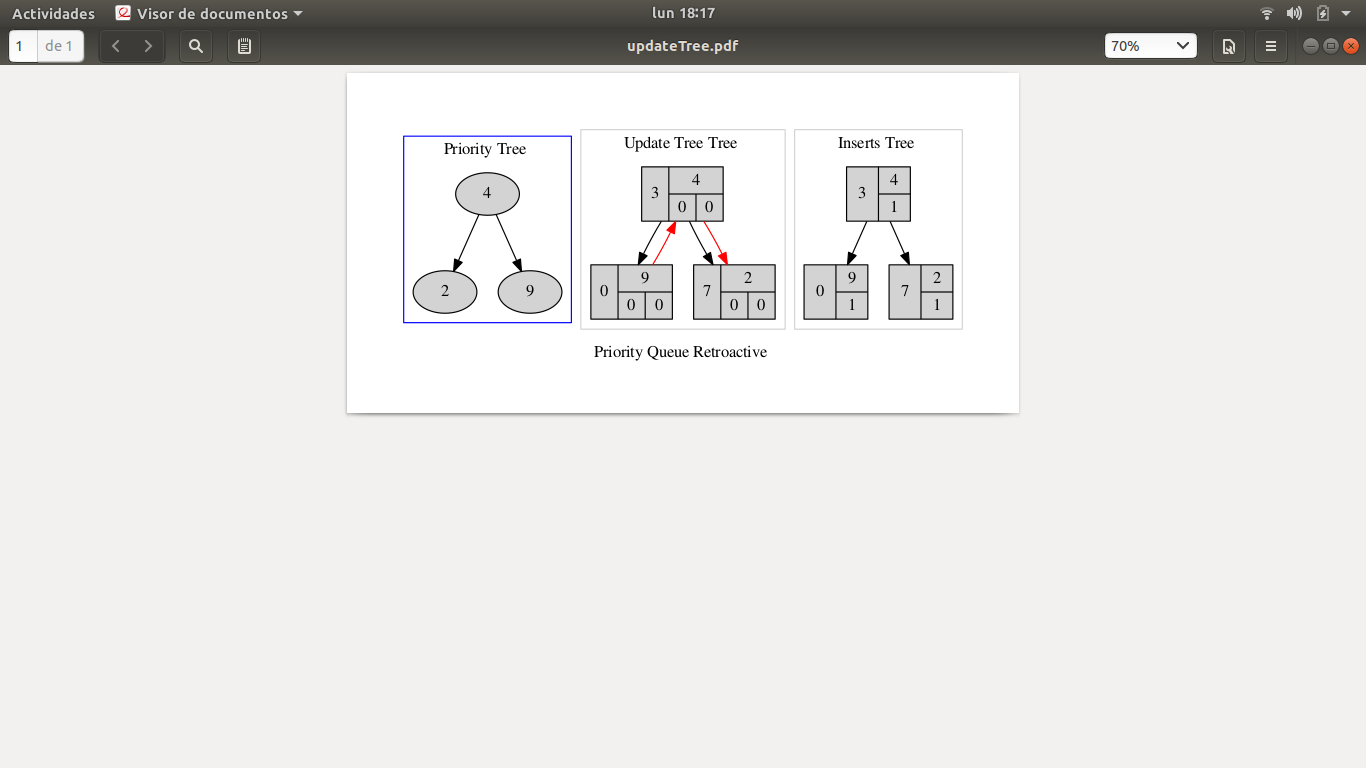 Actividades Visor de documentos lun 18:17
1 de 1 updateTree.pdf 70%
Priority Tree
4
2 9
Update Tree Tree
3 4
0 0
0 9
0 0
7 2
0 0
Inserts Tree
3 4
1
0 9
1
7 2
1
Priority Queue Retroactive